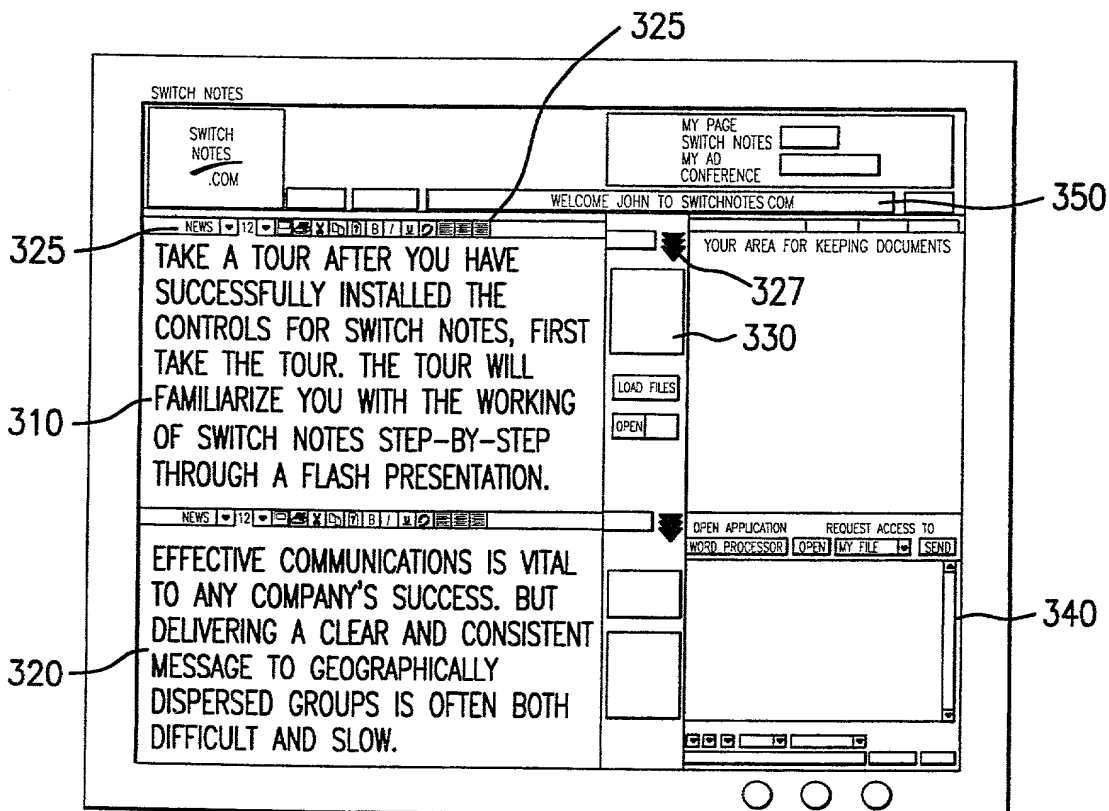 325
SWITCH NOTES
SWITCH
NOTES
.COM
MY PAGE
SWITCH NOTES
MY AD
CONFERENCE
WELCOME JOHN TO SWITCHNOTES.COM
350
325
NEWS 12 B I U
TAKE A TOUR AFTER YOU HAVE
SUCCESSFULLY INSTALLED THE
CONTROLS FOR SWITCH NOTES, FIRST
TAKE THE TOUR. THE TOUR WILL
FAMILIARIZE YOU WITH THE WORKING
OF SWITCH NOTES STEP-BY-STEP
THROUGH A FLASH PRESENTATION.
310
327
330
LOAD FILES
OPEN
YOUR AREA FOR KEEPING DOCUMENTS
NEWS 12 B I U
EFFECTIVE COMMUNICATIONS IS VITAL
TO ANY COMPANY'S SUCCESS. BUT
DELIVERING A CLEAR AND CONSISTENT
MESSAGE TO GEOGRAPHICALLY
DISPERSED GROUPS IS OFTEN BOTH
DIFFICULT AND SLOW.
320
OPEN APPLICATION REQUEST ACCESS TO
WORD PROCESSOR OPEN MY FILE SEND
340